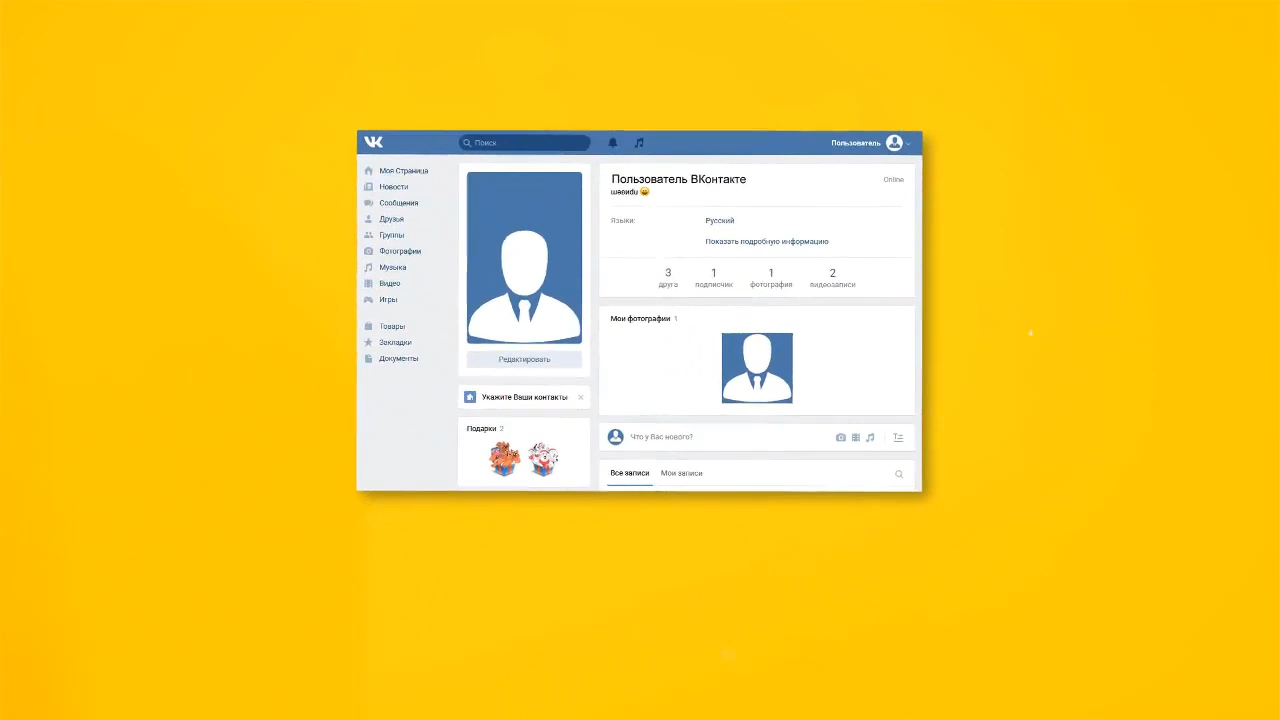 VK
Поиск
Пользователь
Моя Страница
Новости
Сообщения
Друзья
Группы
Фотографии
Музыка
Видео
Игры
Товары
Закладки
Документы
Редактировать
Укажите Ваши контакты
Подарки 2
Пользователь ВКонтакте
Online
Языки: Русский
Показать подробную информацию
3 1 1 2
друга подписчик фотография видеозаписи
Мои фотографии 1
Что у Вас нового?
Все записи Мои записи